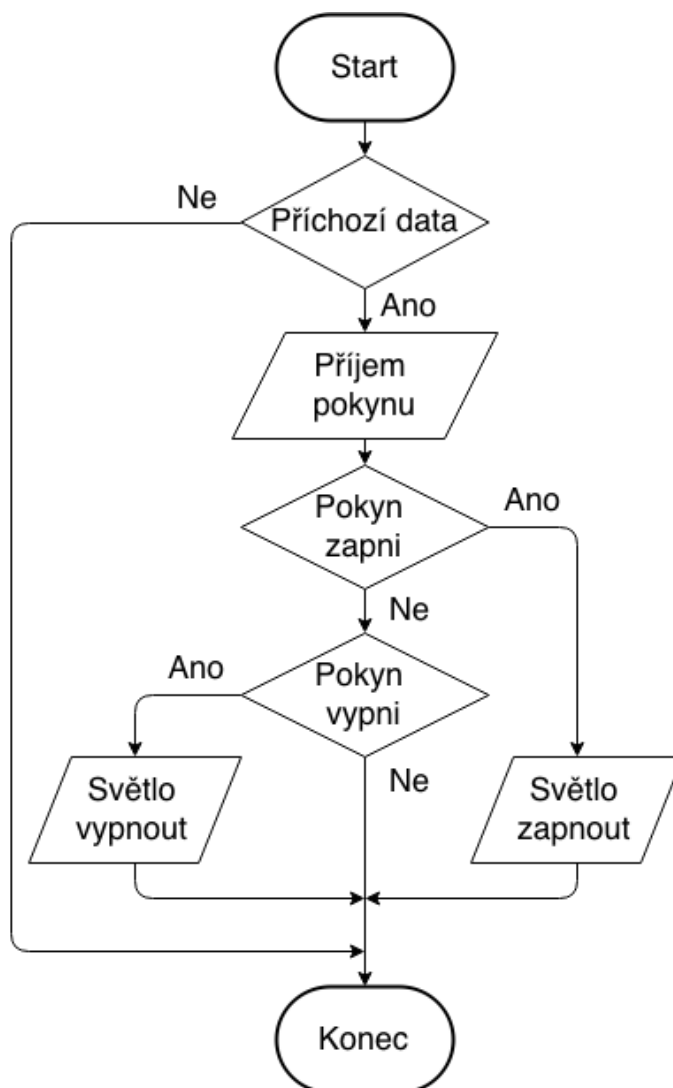 Start
Ne
Příchozí data
Ano
Příjem
pokynu
Pokyn
zapni
Ano
Ne
Ano
Pokyn
vypni
Ne
Světlo
vypnout
Světlo
zapnout
Konec